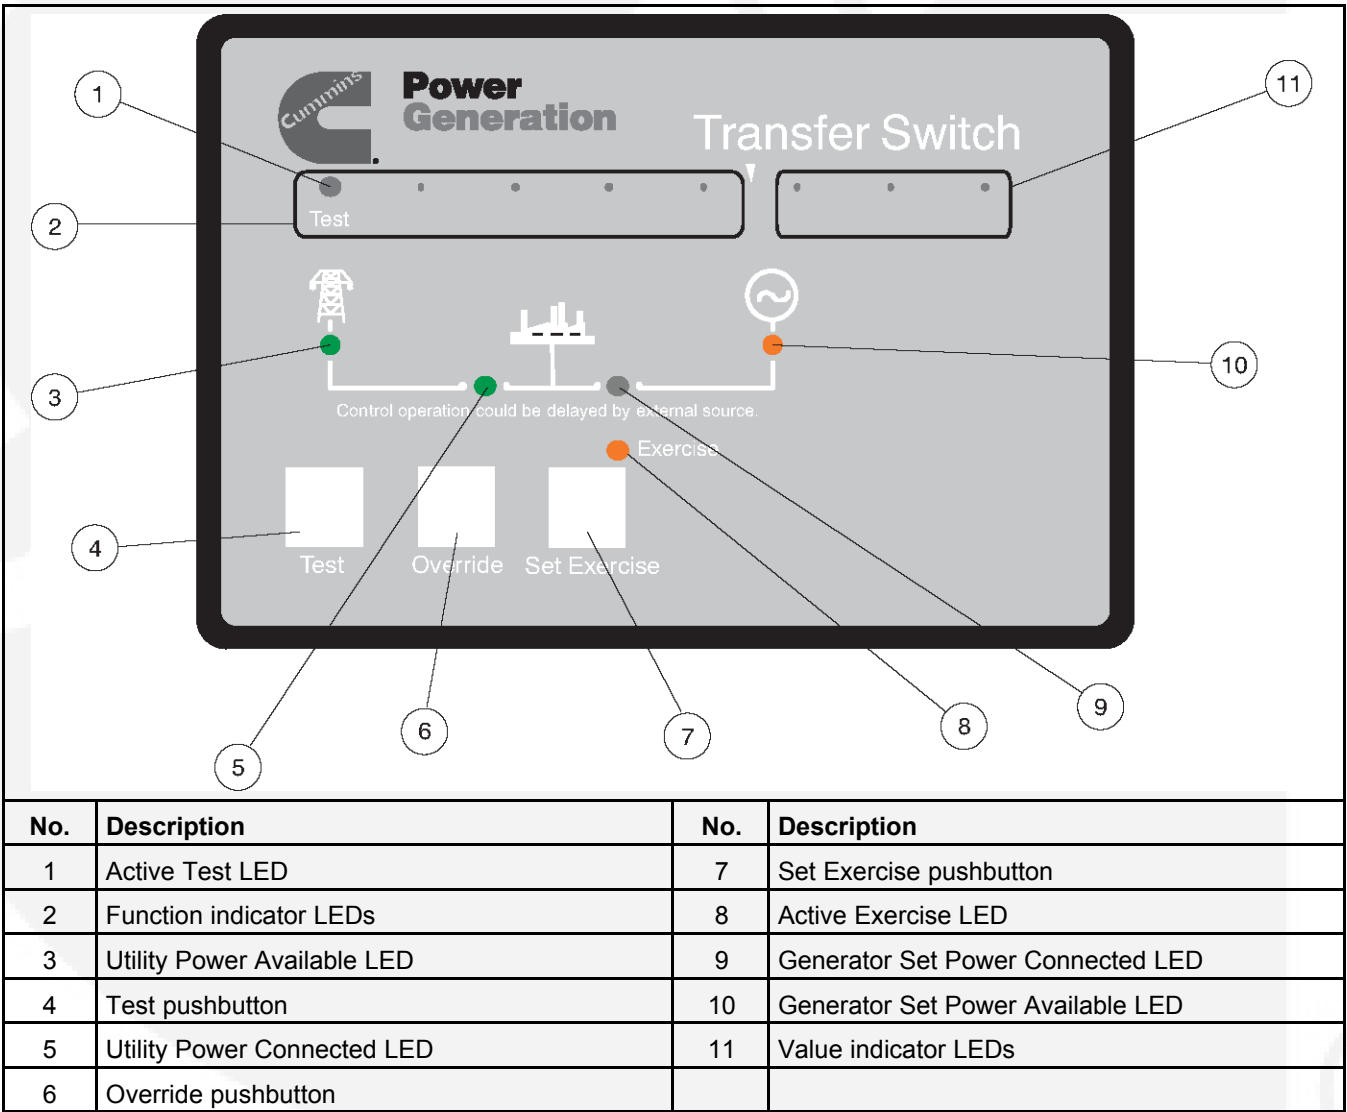 Cummins
Power
Generation
Transfer Switch
1
11
2
Test
3
10
Control operation could be delayed by external source.
Exercise
4
Test
Override
Set Exercise
5
6
7
8
9
No. Description No. Description
1 Active Test LED 7 Set Exercise pushbutton
2 Function indicator LEDs 8 Active Exercise LED
3 Utility Power Available LED 9 Generator Set Power Connected LED
4 Test pushbutton 10 Generator Set Power Available LED
5 Utility Power Connected LED 11 Value indicator LEDs
6 Override pushbutton